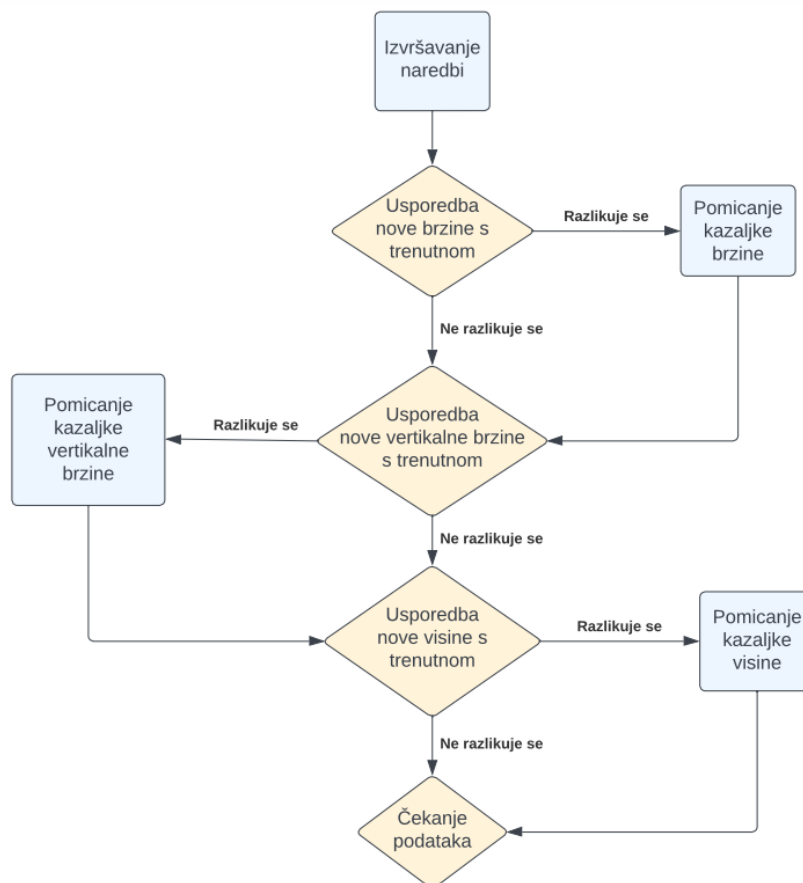 Izvršavanje
naredbi
Usporedba
nove brzine s
trenutnom
Razlikuje se
Pomicanje
kazaljke
brzine
Ne razlikuje se
Usporedba
nove vertikalne brzine
s trenutnom
Razlikuje se
Pomicanje
kazaljke
vertikalne
brzine
Ne razlikuje se
Usporedba
nove visine s
trenutnom
Razlikuje se
Pomicanje
kazaljke
visine
Ne razlikuje se
Čekanje
podataka